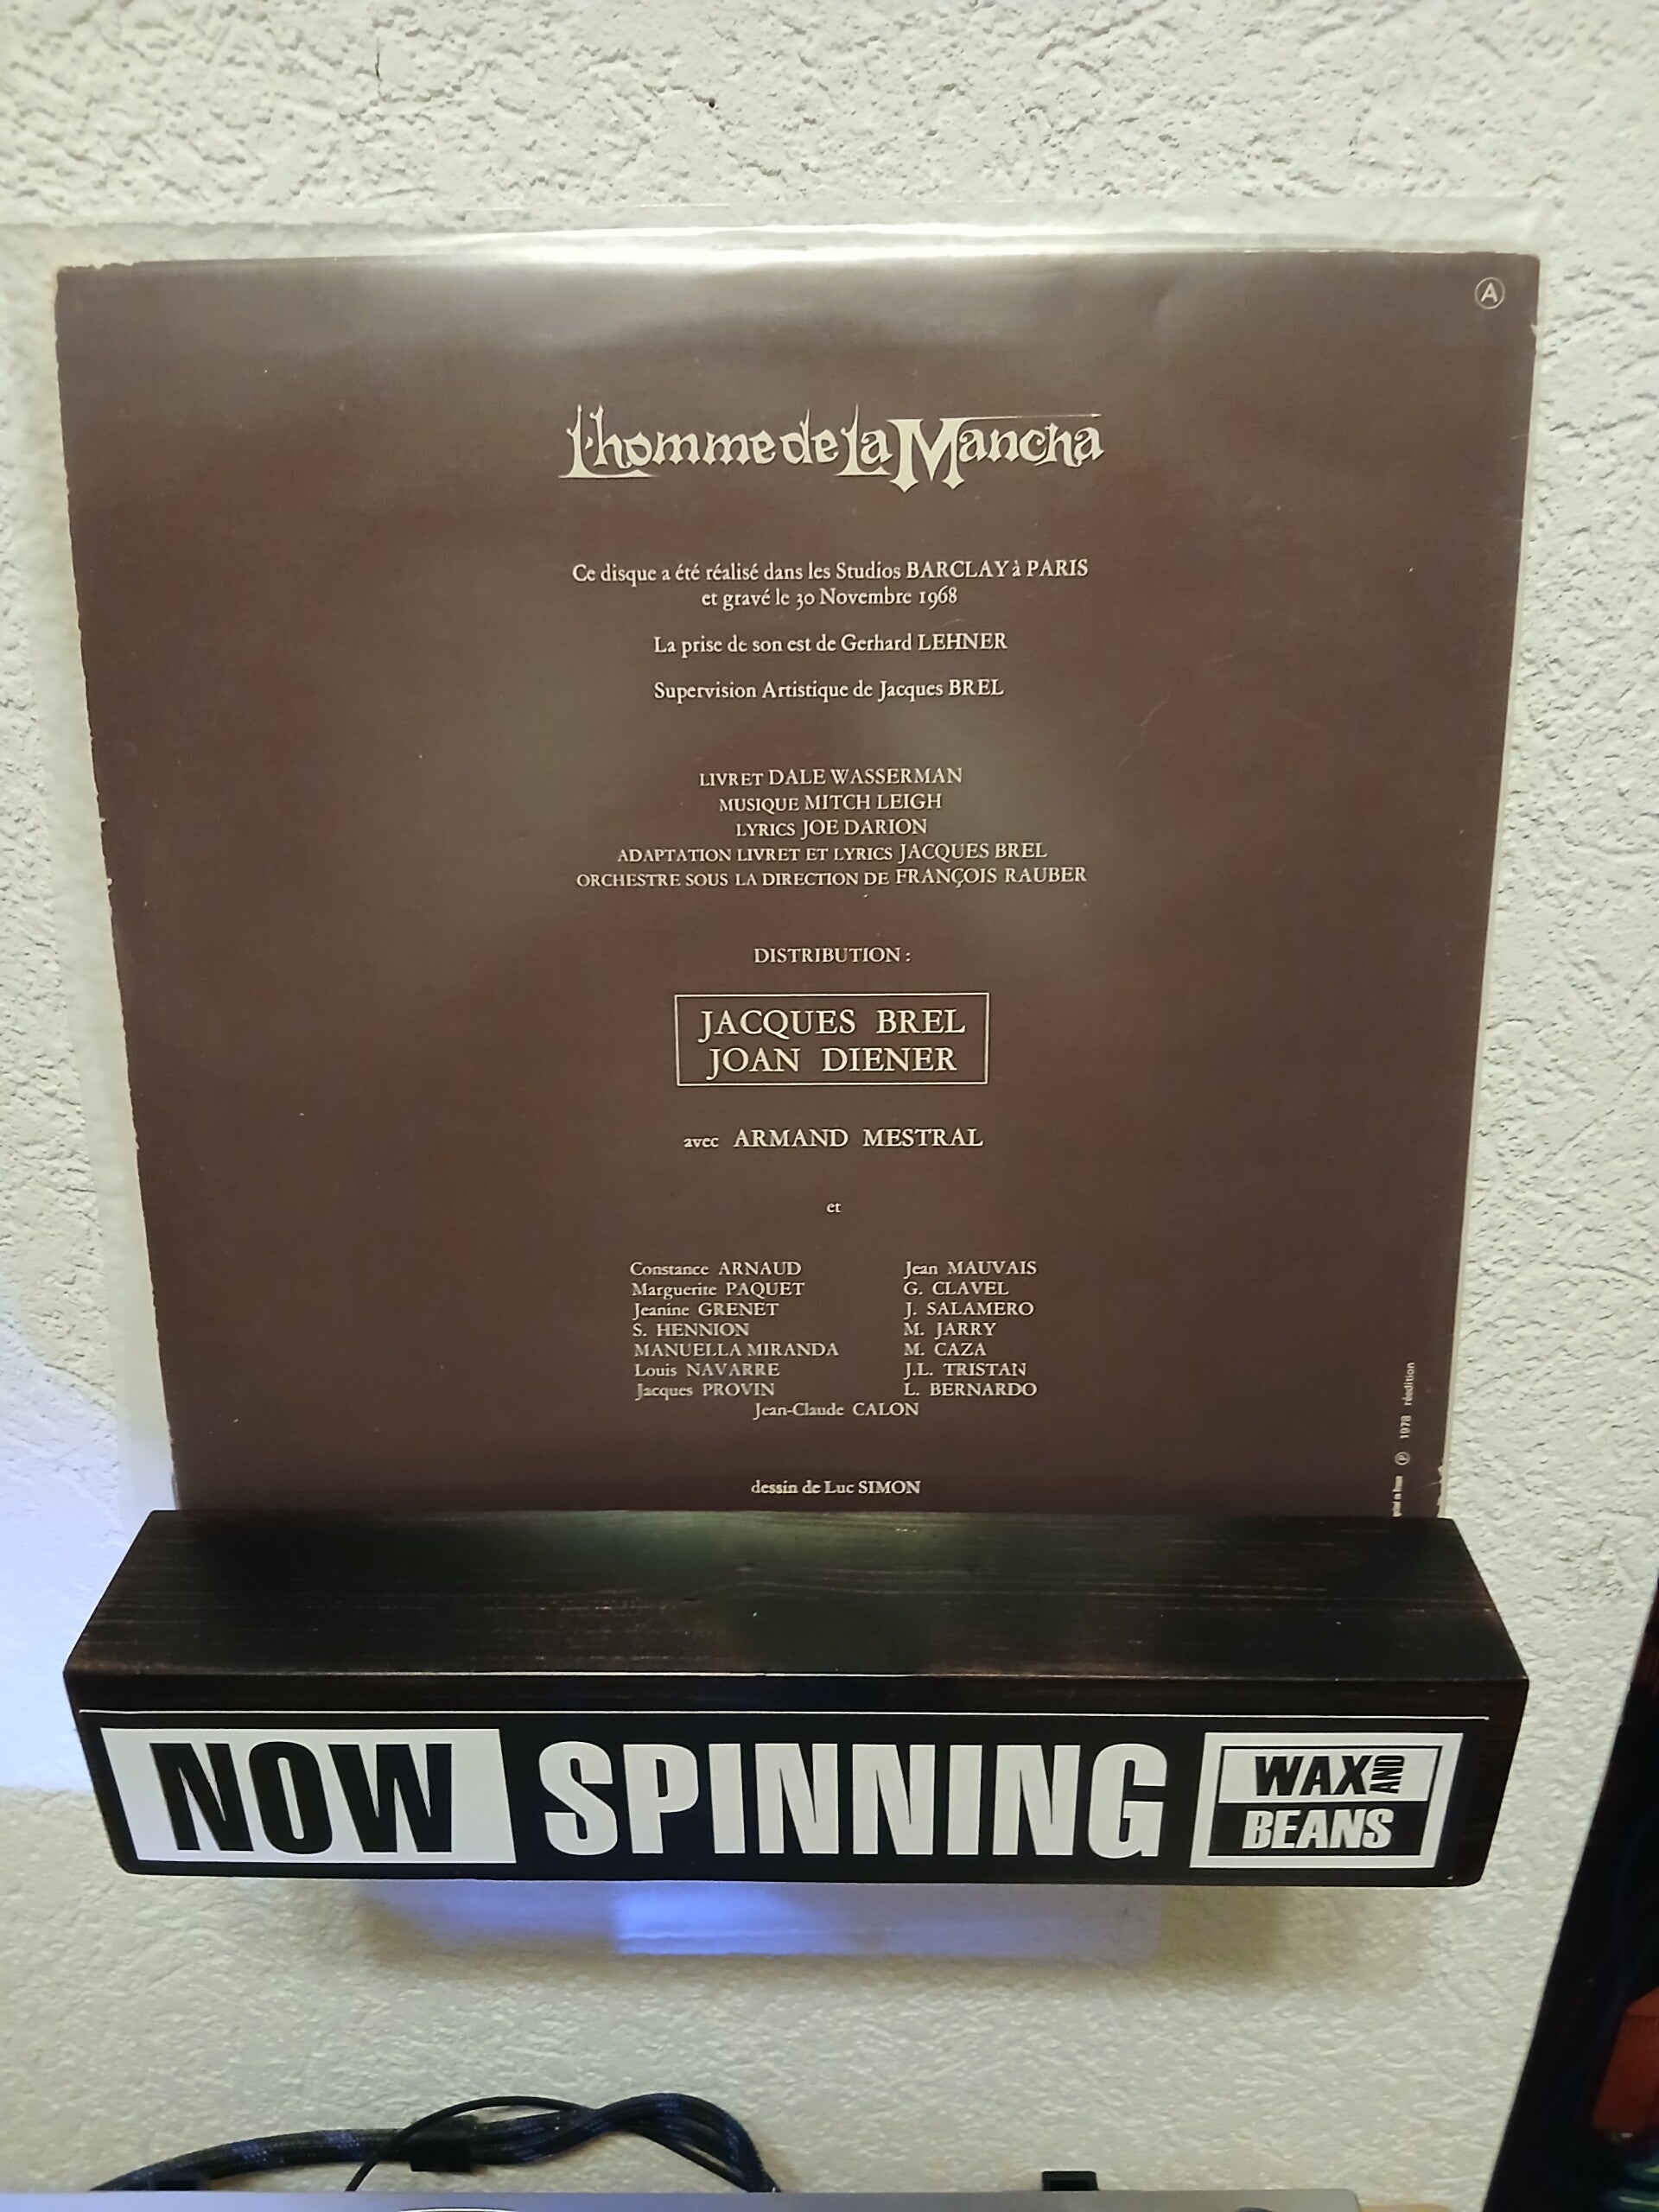 A
L'homme de La Mancha
Ce disque a été réalisé dans les Studios BARCLAY à PARIS
et gravé le 30 Novembre 1968
La prise de son est de Gerhard LEHNER
Supervision Artistique de Jacques BREL
LIVRET DALE WASSERMAN
MUSIQUE MITCH LEIGH
LYRICS JOE DARION
ADAPTATION LIVRET ET LYRICS JACQUES BREL
ORCHESTRE SOUS LA DIRECTION DE FRANÇOIS RAUBER
DISTRIBUTION :
JACQUES BREL
JOAN DIENER
avec ARMAND MESTRAL
et
Constance ARNAUD
Marguerite PAQUET
Jeanine GRENET
S. HENNION
MANUELLA MIRANDA
Louis NAVARRE
Jacques PROVIN
Jean MAUVAIS
G. CLAVEL
J. SALAMERO
M. JARRY
M. CAZA
J.L. TRISTAN
L. BERNARDO
Jean-Claude CALON
dessin de Luc SIMON
℗ 1978 réédition
NOW SPINNING
WAX AND
BEANS